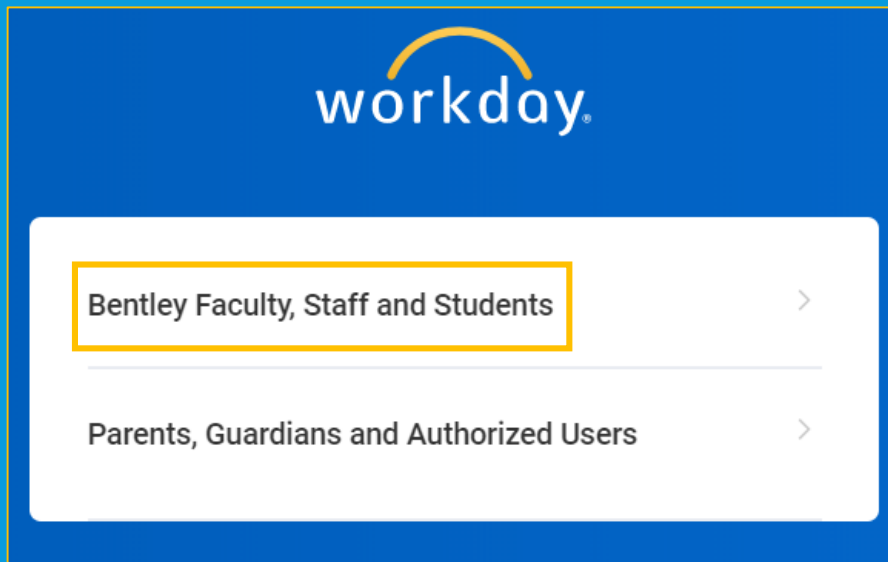 workday®
Bentley Faculty, Staff and Students
Parents, Guardians and Authorized Users